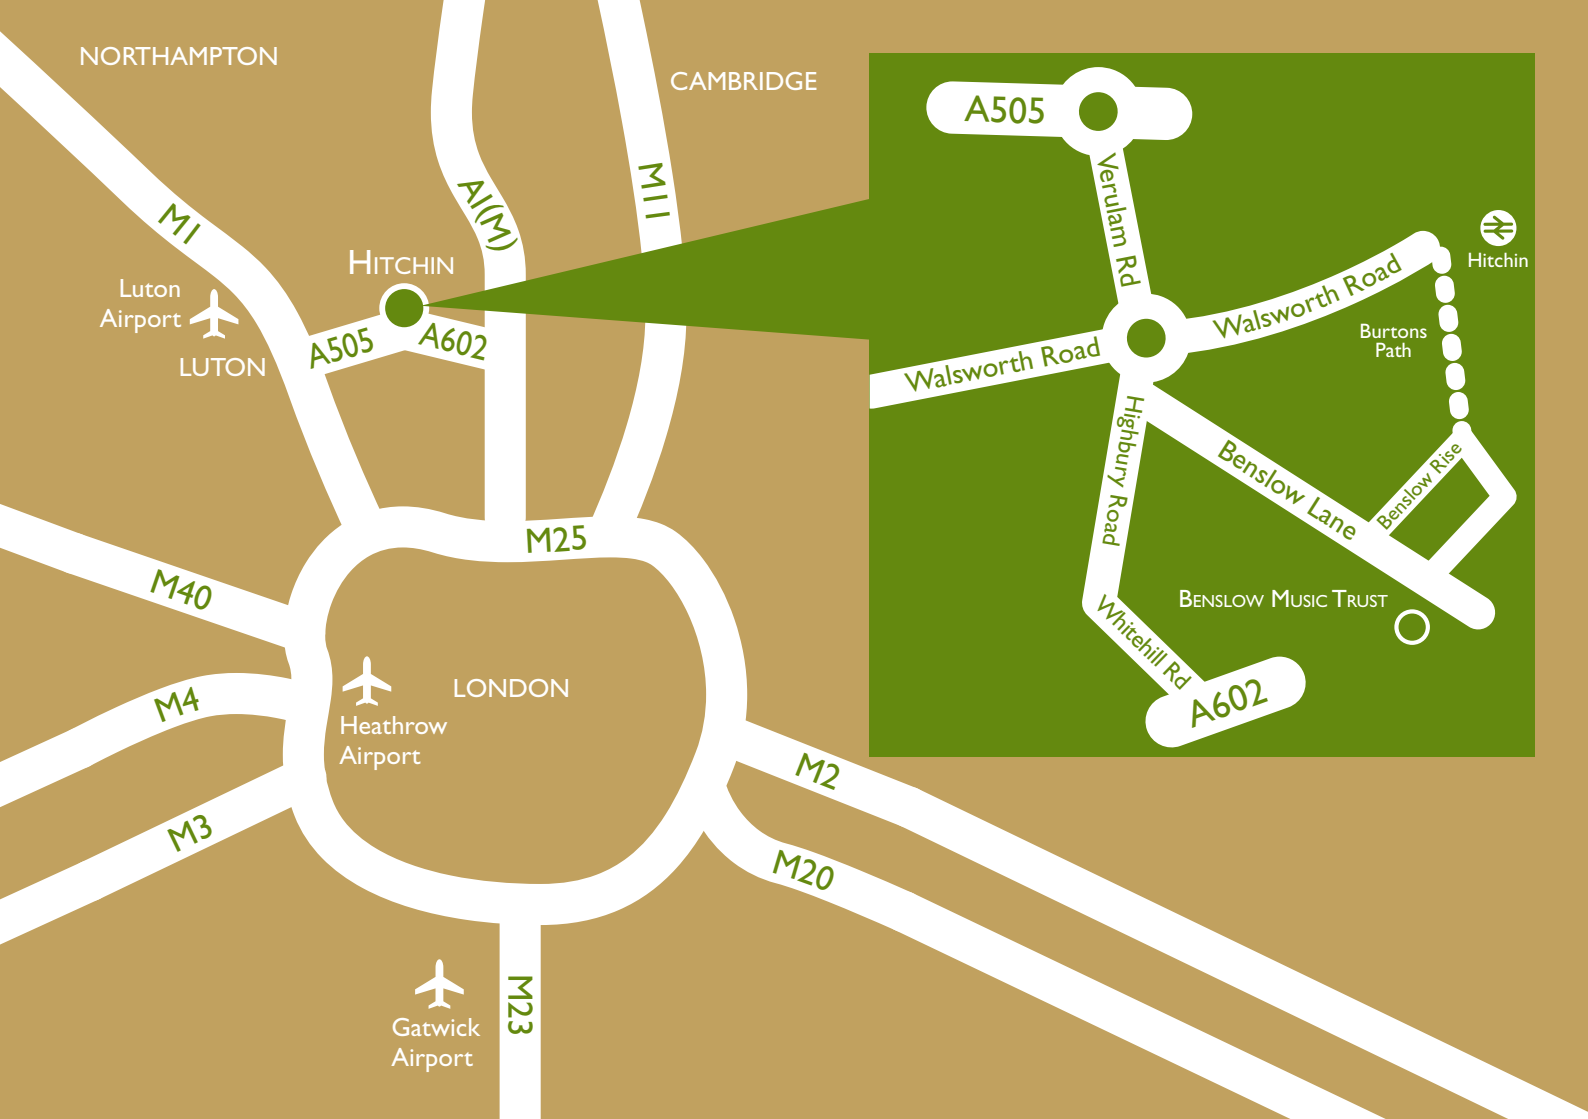 NORTHAMPTON
CAMBRIDGE
M1
A1(M)
M11
HITCHIN
Luton
Airport
LUTON
A505
A602
M25
M40
M4
M3
LONDON
Heathrow
Airport
M2
M20
M23
Gatwick
Airport
A505
Verulam Rd
Hitchin
Walsworth Road
Walsworth Road
Burtons
Path
Highbury Road
Benslow Lane
Benslow Rise
BENSLOW MUSIC TRUST
Whitehill Rd
A602